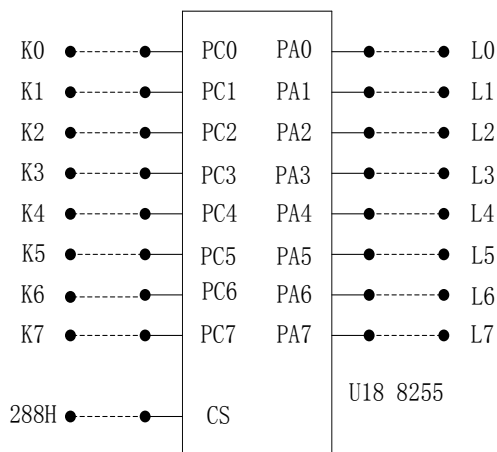 K0 PC0 PA0 L0
K1 PC1 PA1 L1
K2 PC2 PA2 L2
K3 PC3 PA3 L3
K4 PC4 PA4 L4
K5 PC5 PA5 L5
K6 PC6 PA6 L6
K7 PC7 PA7 L7
U18 8255
288H CS